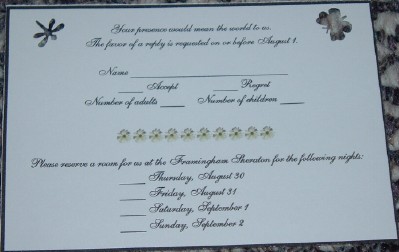 Your presence would mean the world to us.
The favor of a reply is requested on or before August 1.
Name
Accept Regret
Number of adults Number of children
Please reserve a room for us at the Framingham Sheraton for the following nights:
Thursday, August 30
Friday, August 31
Saturday, September 1
Sunday, September 2